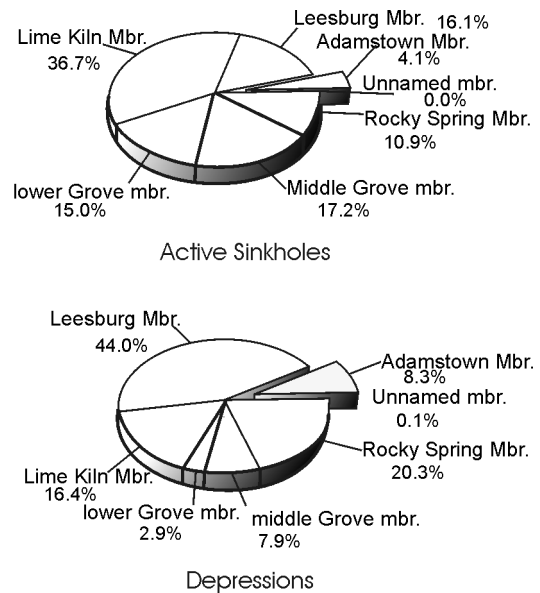 Leesburg Mbr. 16.1%
Lime Kiln Mbr.
36.7%
Adamstown Mbr.
4.1%
Unnamed mbr.
0.0%
Rocky Spring Mbr.
10.9%
lower Grove mbr.
15.0%
Middle Grove mbr.
17.2%
Active Sinkholes
Leesburg Mbr.
44.0%
Adamstown Mbr.
8.3%
Unnamed mbr.
0.1%
Rocky Spring Mbr.
20.3%
Lime Kiln Mbr.
16.4%
lower Grove mbr.
2.9%
middle Grove mbr.
7.9%
Depressions